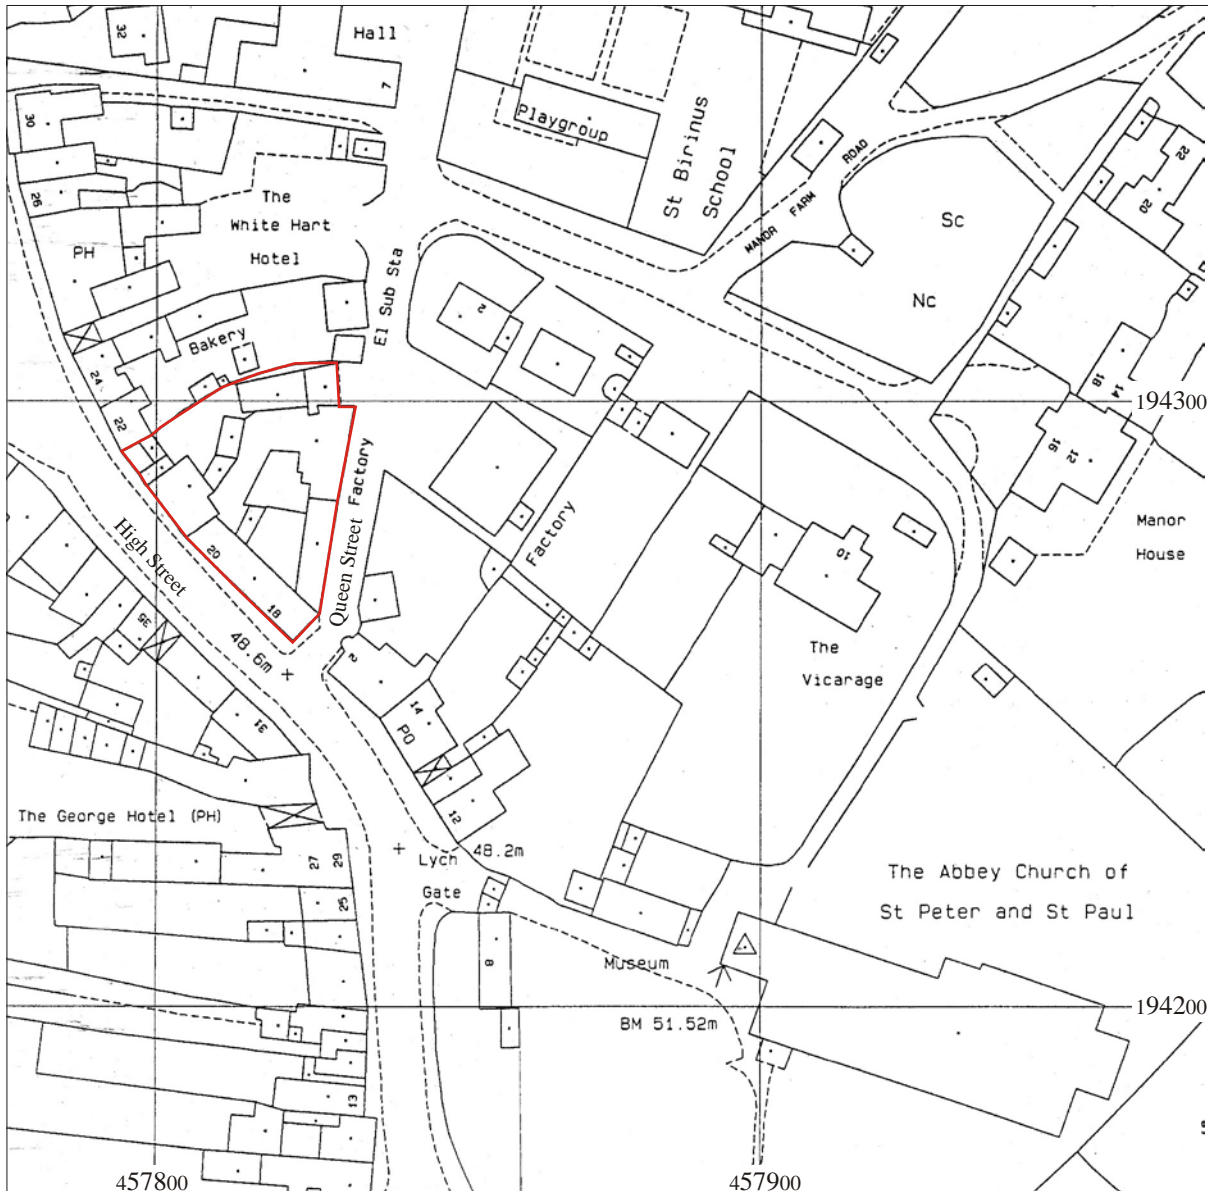 32
Hall
7
30
Playgroup
St Birinus
School
MANOR FARM ROAD
22
20
26
The
White Hart
Hotel
PH
El Sub Sta
Sc
Nc
2
Bakery
24
22
18
14
194300
16
12
Factory
Queen Street
Factory
High Street
20
18
10
Manor
House
35
48.6m
2
The
Vicarage
14
PO
31
The George Hotel (PH)
12
27
29
25
Lych
Gate
48.2m
The Abbey Church of
St Peter and St Paul
8
Museum
BM 51.52m
194200
13
457800
457900